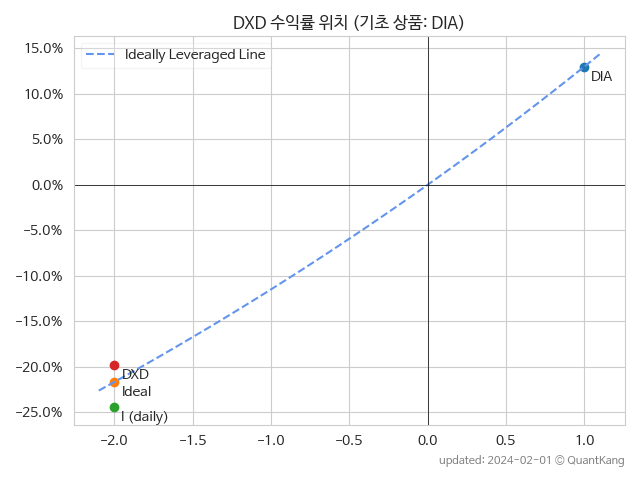 DXD 수익률 위치 (기초 상품: DIA)
Ideally Leveraged Line
15.0%
10.0%
5.0%
0.0%
−5.0%
−10.0%
−15.0%
−20.0%
−25.0%
DIA
DXD
Ideal
I (daily)
−2.0 −1.5 −1.0 −0.5 0.0 0.5 1.0
updated: 2024-02-01 © QuantKang